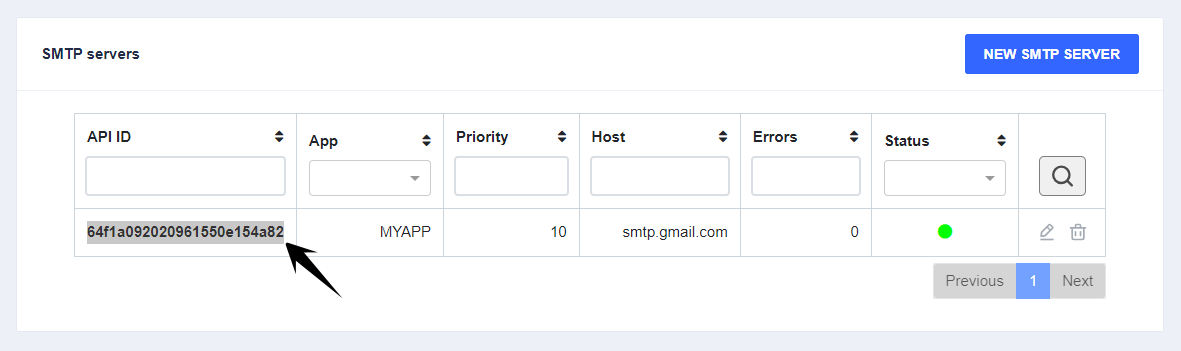 SMTP servers
NEW SMTP SERVER
API ID App Priority Host Errors Status
64f1a092020961550e154a82 MYAPP 10 smtp.gmail.com 0
Previous 1 Next